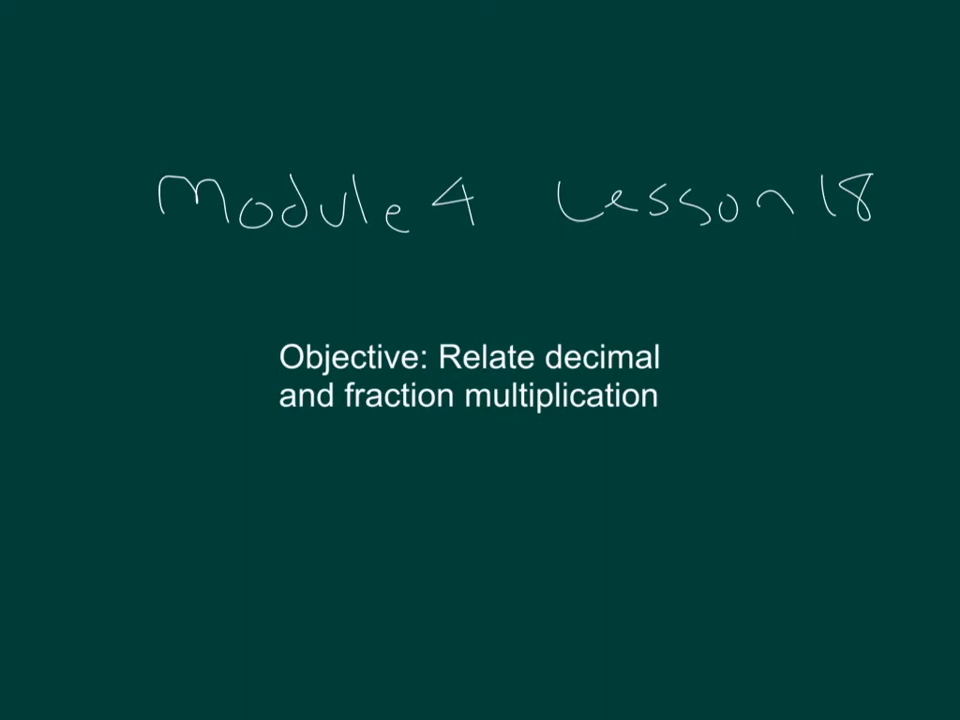 Module 4 Lesson 18
Objective: Relate decimal
and fraction multiplication